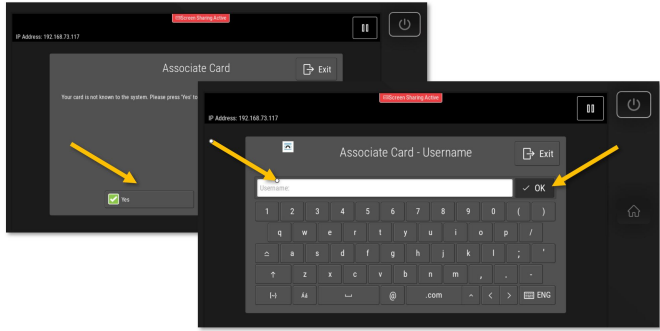 Screen Sharing Active
IP Address: 192.168.73.117
Associate Card
Exit
Your card is not known to the system. Please press 'Yes' to
Yes
Screen Sharing Active
IP Address: 192.168.73.117
Associate Card - Username
Exit
Username:
OK
1 2 3 4 5 6 7 8 9 0 ( )
q w e r t y u i o p /
a s d f g h j k l ; '
z x c v b n m , . -
@ .com ^ < > ENG